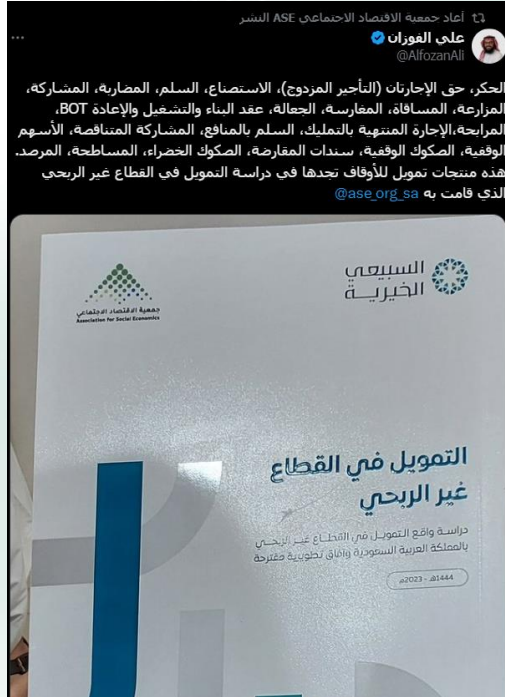 أعاد جمعية الاقتصاد الاجتماعي ASE النشر
علي الفوزان
@AlfozanAli
الحكر، حق الإجارتان (التأجير المزدوج)، الاستصناع، السلم، المضاربة، المشاركة،
المزارعة، المساقاة، المغارسة، الجعالة، عقد البناء والتشغيل والإعادة BOT،
المرابحة،الإجارة المنتهية بالتمليك، السلم بالمنافع، المشاركة المتناقصة، الأسهم
الوقفية، الصكوك الوقفية، سندات المقارضة، الصكوك الخضراء، المساطحة، المرصد.
هذه منتجات تمويل للأوقاف تجدها في دراسة التمويل في القطاع غير الربحي
الذي قامت به @ase_org_sa
السبيعي
الخيرية
جمعية الاقتصاد الاجتماعي
Association for Social Economics
التمويل في القطاع
غير الربحي
دراسة واقع التمويل في القطاع غير الربحي
بالمملكة العربية السعودية وآفاق تطويرية مقترحة
1444هـ - 2023م